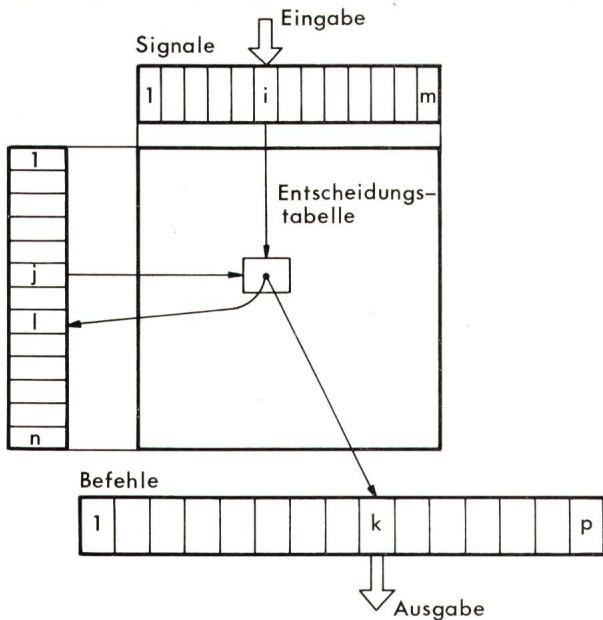 Eingabe
Signale
1 i m
1
Entscheidungs-
tabelle
j
l
n
Befehle
1 k p
Ausgabe